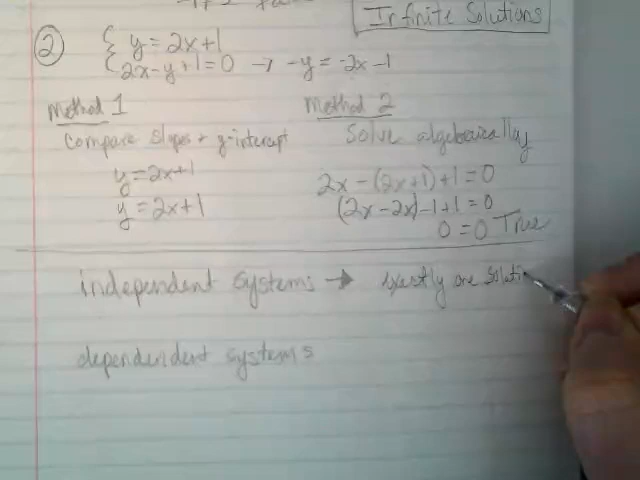 Infinite Solutions
② { y = 2x+1
{ 2x-y+1=0 → -y = -2x-1
Method 1
Compare slopes + y-intercept
y = 2x+1
y = 2x+1
Method 2
Solve algebraically
2x-(2x+1)+1=0
(2x-2x)-1+1=0
0=0 True
independent systems → exactly one soluti
dependent systems